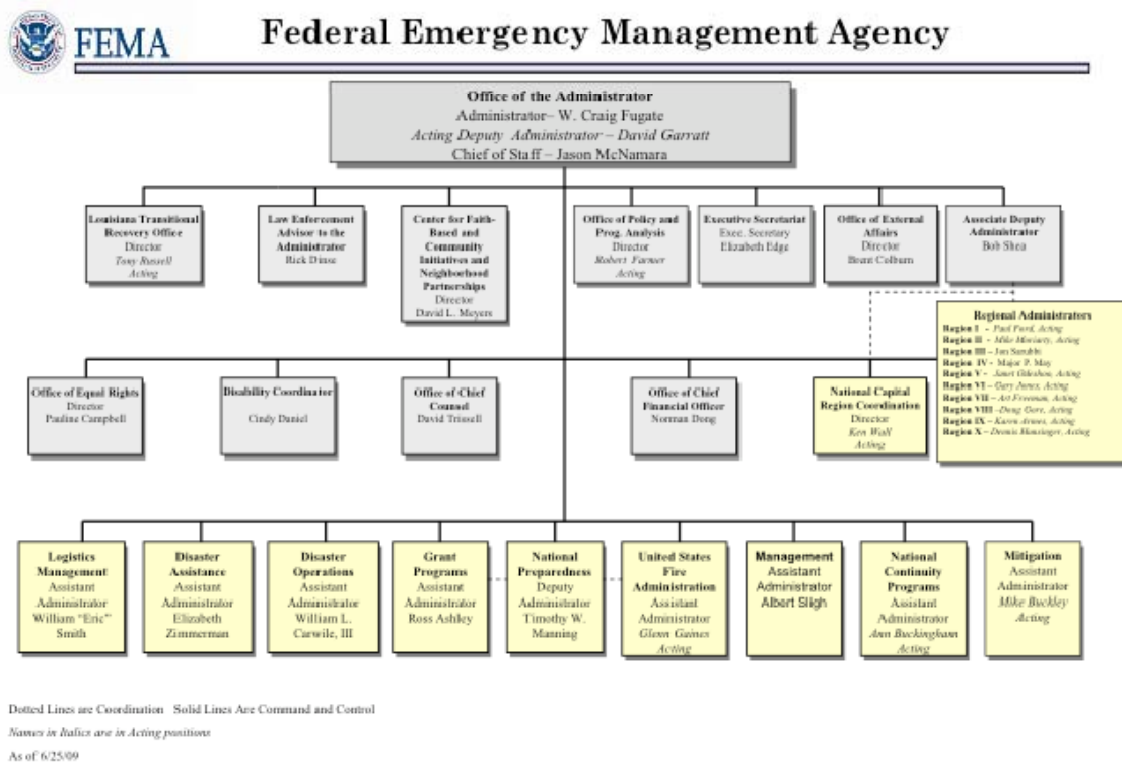 FEMA
Federal Emergency Management Agency
Office of the Administrator
Administrator– W. Craig Fugate
Acting Deputy Administrator – David Garratt
Chief of Staff – Jason McNamara
Louisiana Transitional
Recovery Office
Director
Tony Russell
Acting
Law Enforcement
Advisor to the
Administrator
Rick Dinse
Center for Faith-
Based and
Community
Initiatives and
Neighborhood
Partnerships
Director
David L. Meyers
Office of Policy and
Prog. Analysis
Director
Robert Farmer
Acting
Executive Secretariat
Exec. Secretary
Elizabeth Edge
Office of External
Affairs
Director
Brent Colburn
Associate Deputy
Administrator
Bob Shea
Regional Administrators
Region I - Paul Ford, Acting
Region II - Mike Moriarty, Acting
Region III – Jon
Region IV - Major P. May
Region V - Janet Odeshoo, Acting
Region VI – Gary Jones, Acting
Region VII – Art Freeman, Acting
Region VIII –Doug Gore, Acting
Region IX – Karen Armes, Acting
Region X – Dennis Hunsinger, Acting
Office of Equal Rights
Director
Pauline Campbell
Disability Coordinator
Cindy Daniel
Office of Chief
Counsel
David Trissell
Office of Chief
Financial Officer
Norman Dong
National Capital
Region Coordination
Director
Ken Wall
Acting
Logistics
Management
Assistant
Administrator
William "Eric"
Smith
Disaster
Assistance
Assistant
Administrator
Elizabeth
Zimmerman
Disaster
Operations
Assistant
Administrator
William L.
Carwile, III
Grant
Programs
Assistant
Administrator
Ross Ashley
National
Preparedness
Deputy
Administrator
Timothy W.
Manning
United States
Fire
Administration
Assistant
Administrator
Glenn Gaines
Acting
Management
Assistant
Administrator
Albert Sligh
National
Continuity
Programs
Assistant
Administrator
Ann Buckingham
Acting
Mitigation
Assistant
Administrator
Mike Buckley
Acting
Dotted Lines are Coordination Solid Lines Are Command and Control
Names in Italics are in Acting positions
As of 6/25/09